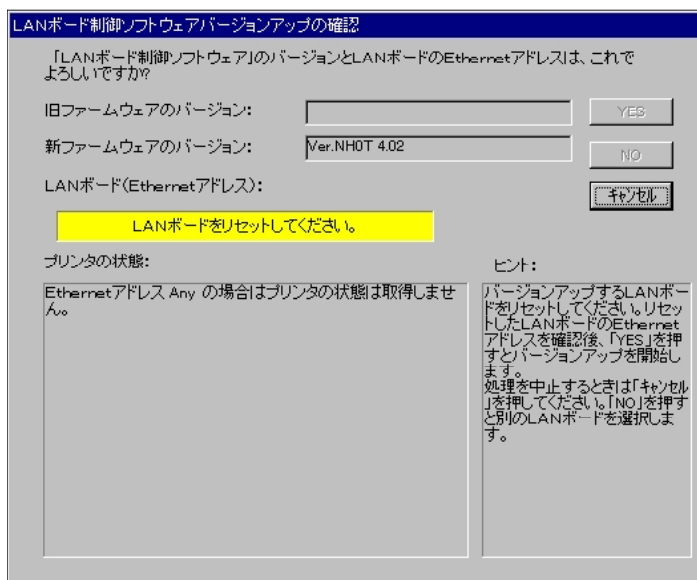 LANボード制御ソフトウェアバージョンアップの確認
「LANボード制御ソフトウェア」のバージョンとLANボードのEthernetアドレスは、これで
よろしいですか?
旧ファームウェアのバージョン:
YES
新ファームウェアのバージョン:
Ver.NH0T 4.02
NO
LANボード(Ethernetアドレス):
キャンセル
LANボードをリセットしてください。
プリンタの状態:
Ethernetアドレス Any の場合はプリンタの状態は取得しませ
ん。
ヒント:
バージョンアップするLANボー
ドをリセットしてください。リセッ
トしたLANボードのEthernet
アドレスを確認後、「YES」を押
すとバージョンアップを開始し
ます。
処理を中止するときは「キャンセル
」を押してください。「NO」を押す
と別のLANボードを選択しま
す。